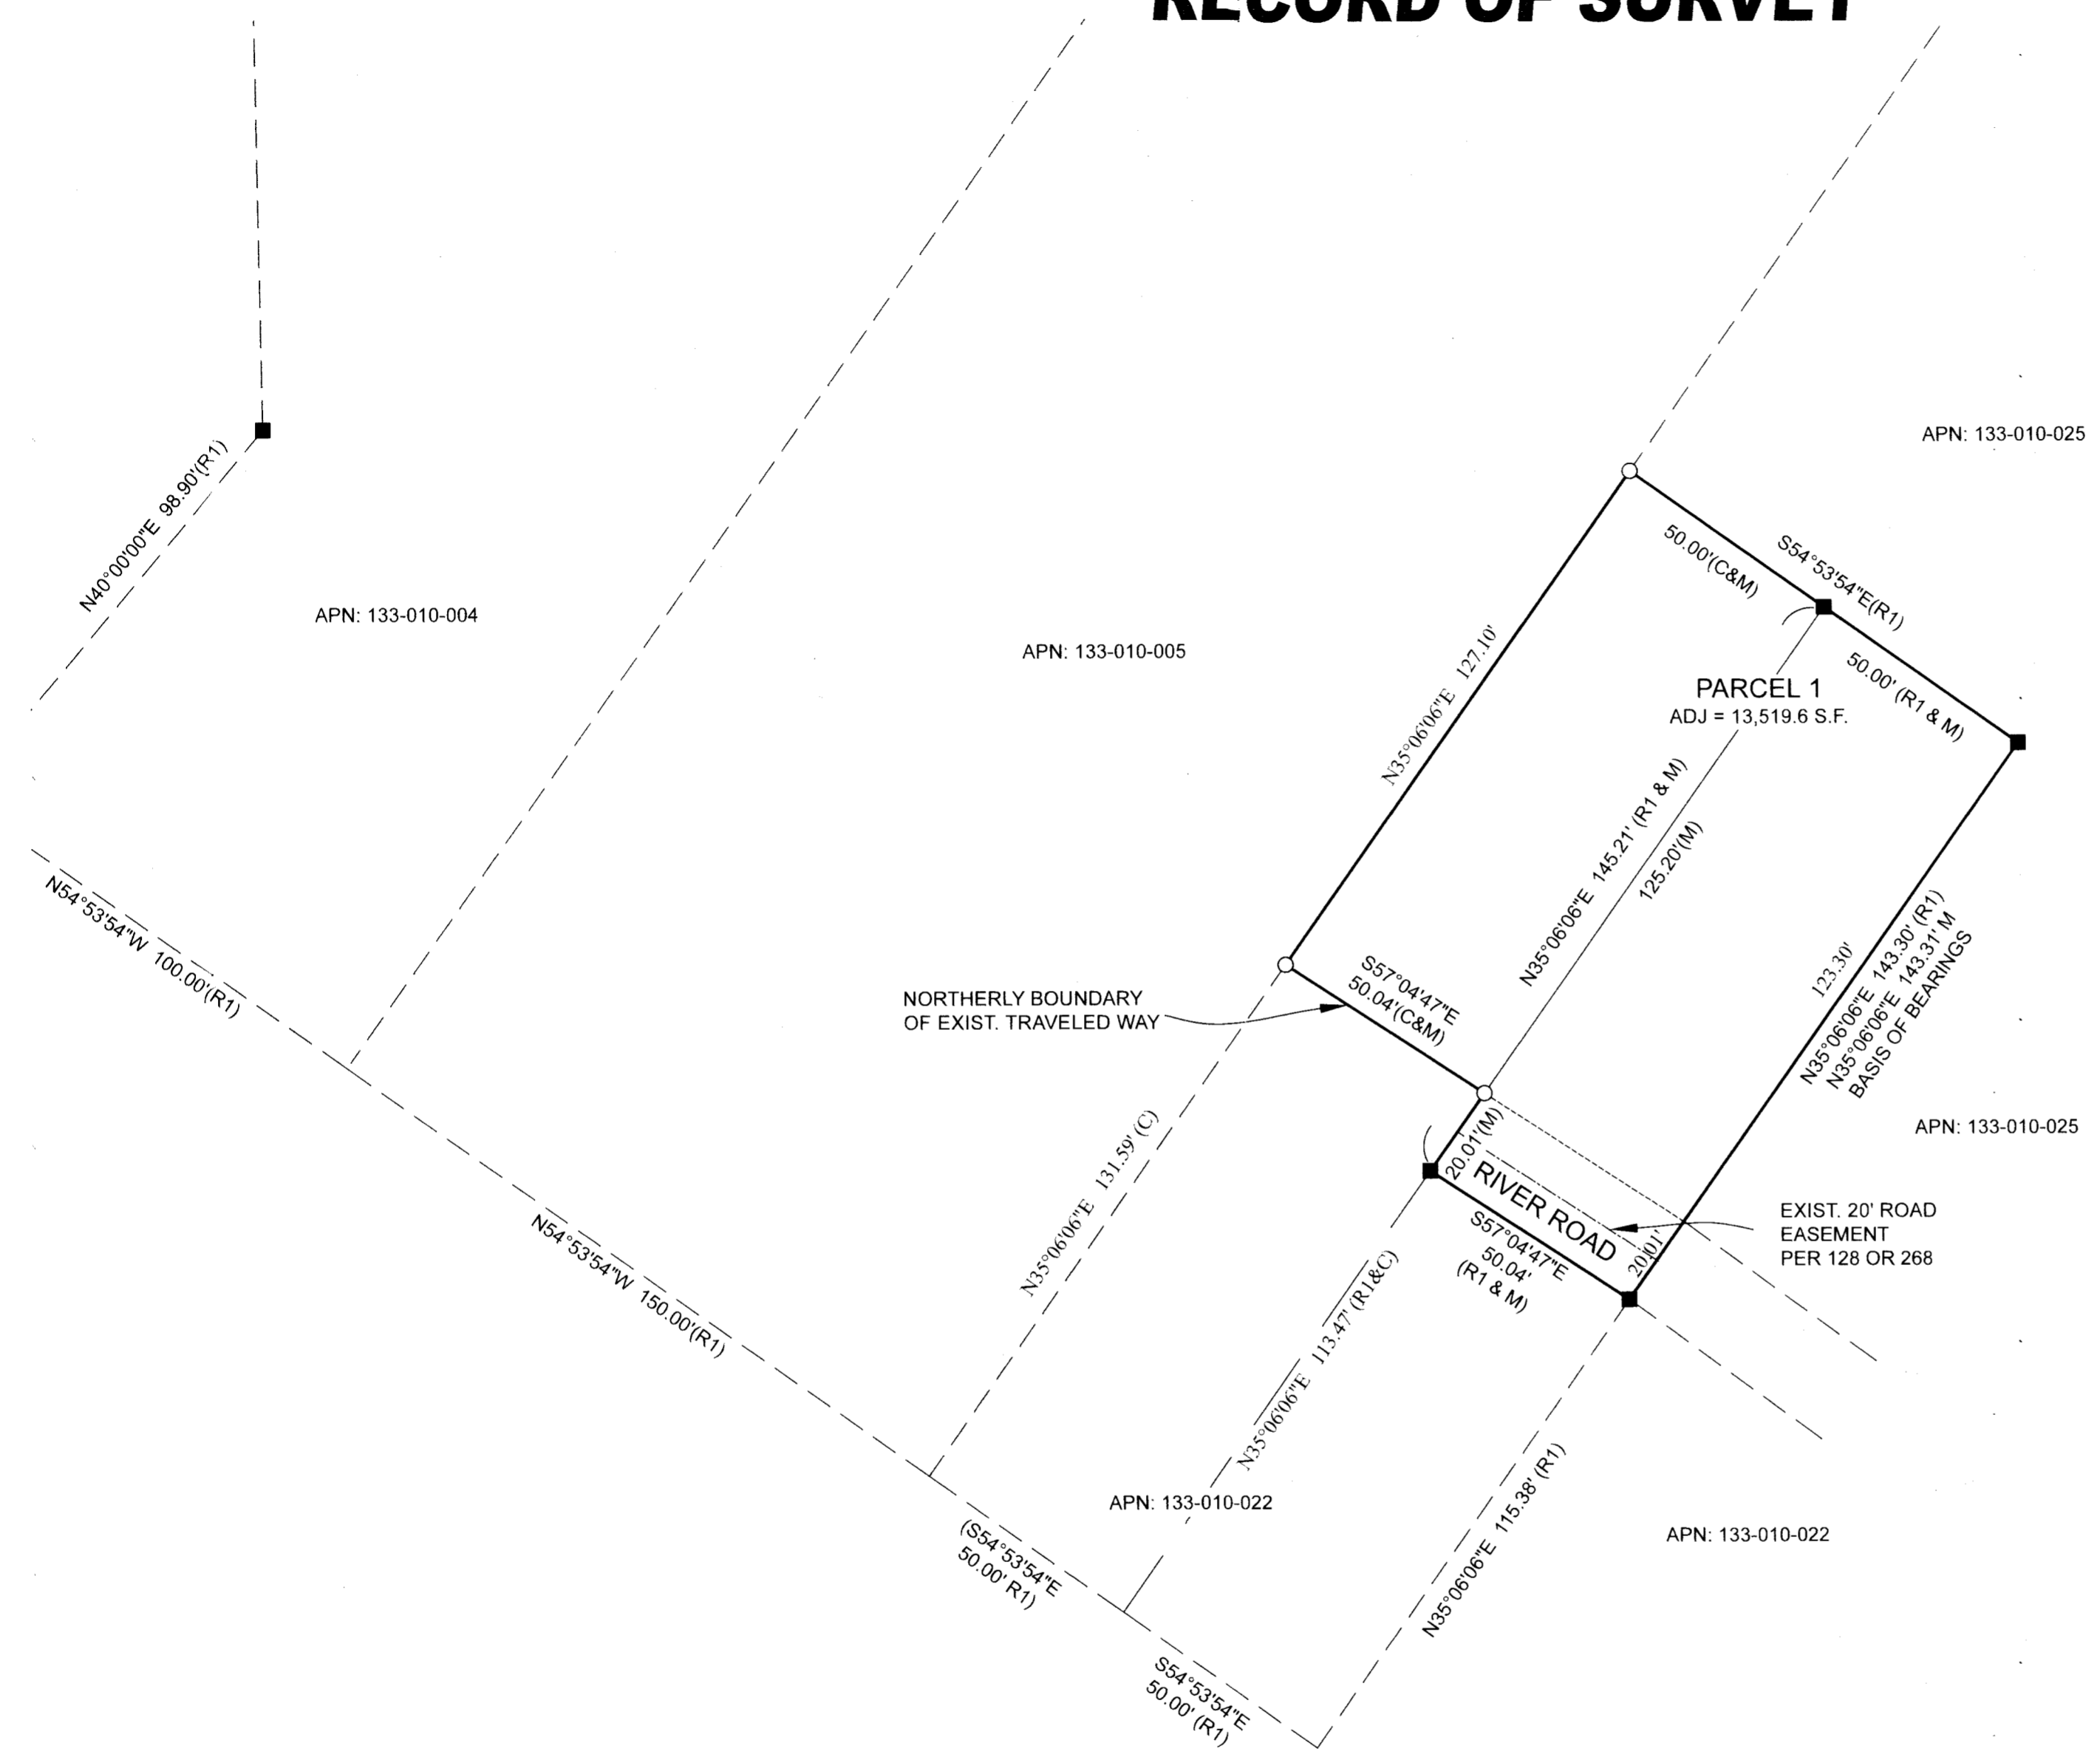 RECORD OF SURVEY
APN: 133-010-025
N40°00'00"E 98.90'(R1)
APN: 133-010-004
APN: 133-010-005
50.00'(C&M)
S54°53'54"E(R1)
50.00' (R1 & M)
PARCEL 1
ADJ = 13,519.6 S.F.
N35°06'06"E 127.10'
N35°06'06"E 145.21' (R1 & M)
125.20'(M)
123.30'
N35°06'06"E 143.30' (R1)
N35°06'06"E 143.31' M
BASIS OF BEARINGS
N54°53'54"W 100.00'(R1)
NORTHERLY BOUNDARY
OF EXIST. TRAVELED WAY
S57°04'47"E
50.04'(C&M)
APN: 133-010-025
20.01'(M)
RIVER ROAD
20.01'
S57°04'47"E
50.04'
(R1 & M)
EXIST. 20' ROAD
EASEMENT
PER 128 OR 268
N54°53'54"W 150.00'(R1)
N35°06'06"E 131.59' (C)
N35°06'06"E 113.47' (R1&C)
N35°06'06"E 115.38' (R1)
APN: 133-010-022
APN: 133-010-022
(S54°53'54"E
50.00' R1)
S54°53'54"E
50.00' (R1)